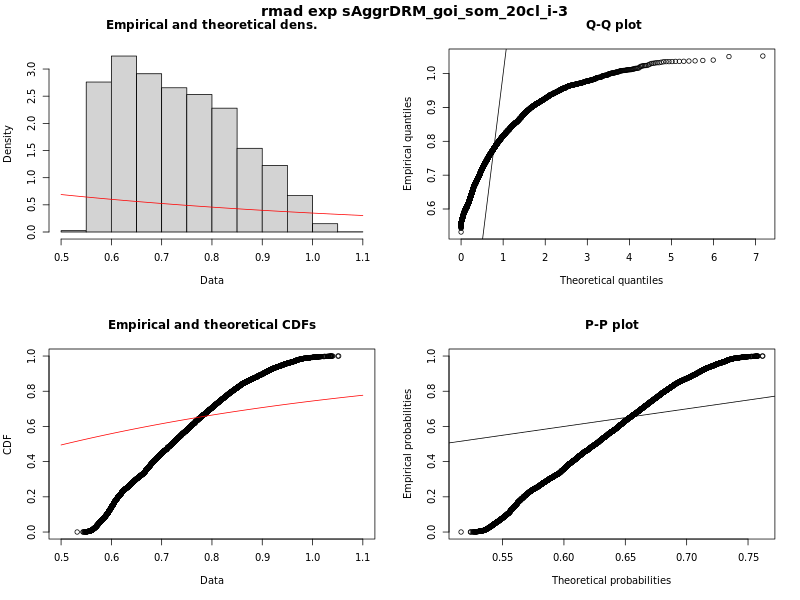 rmad exp sAggrDRM_goi_som_20cl_i-3
Empirical and theoretical dens.
Density
0.0 0.5 1.0 1.5 2.0 2.5 3.0
0.5 0.6 0.7 0.8 0.9 1.0 1.1
Data
Q-Q plot
Empirical quantiles
0.6 0.7 0.8 0.9 1.0
0 1 2 3 4 5 6 7
Theoretical quantiles
Empirical and theoretical CDFs
CDF
0.0 0.2 0.4 0.6 0.8 1.0
0.5 0.6 0.7 0.8 0.9 1.0 1.1
Data
P-P plot
Empirical probabilities
0.0 0.2 0.4 0.6 0.8 1.0
0.55 0.60 0.65 0.70 0.75
Theoretical probabilities